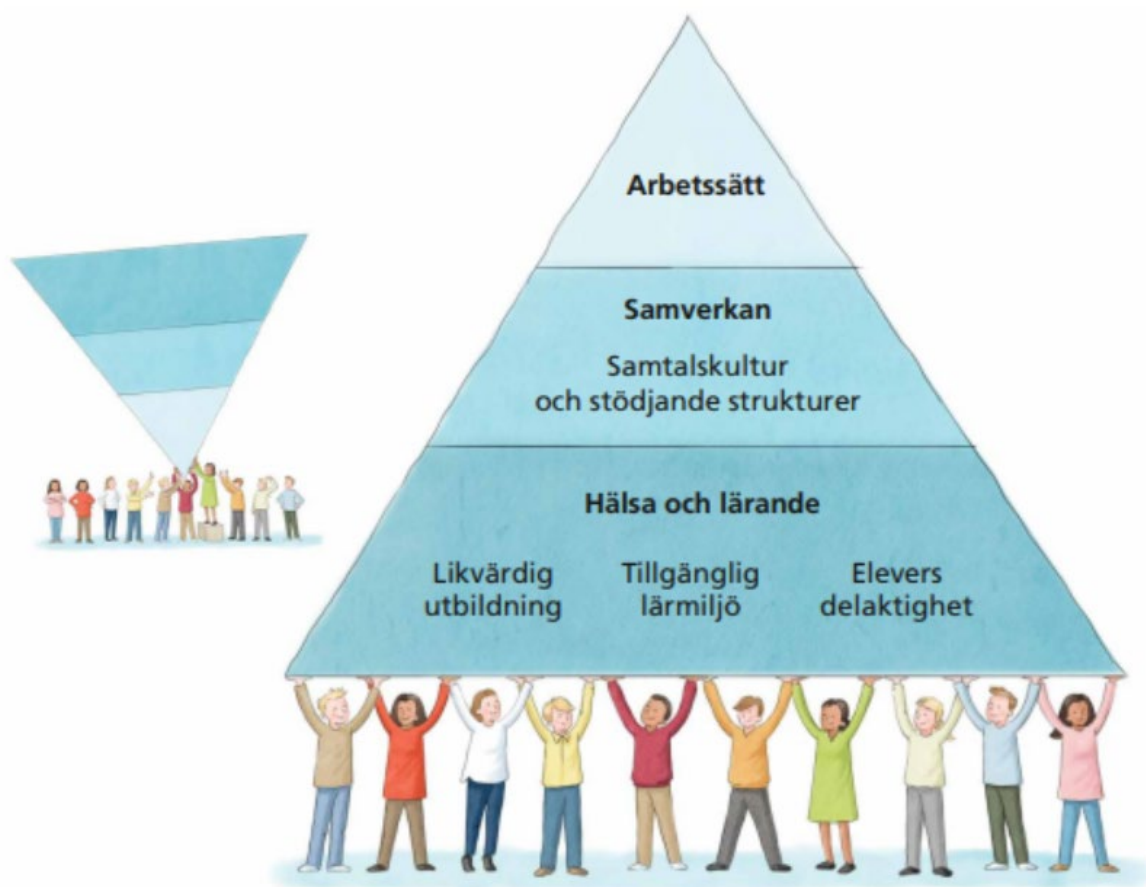 Arbetssätt
Samverkan
Samtalskultur
och stödjande strukturer
Hälsa och lärande
Likvärdig
utbildning
Tillgänglig
lärmiljö
Elevers
delaktighet